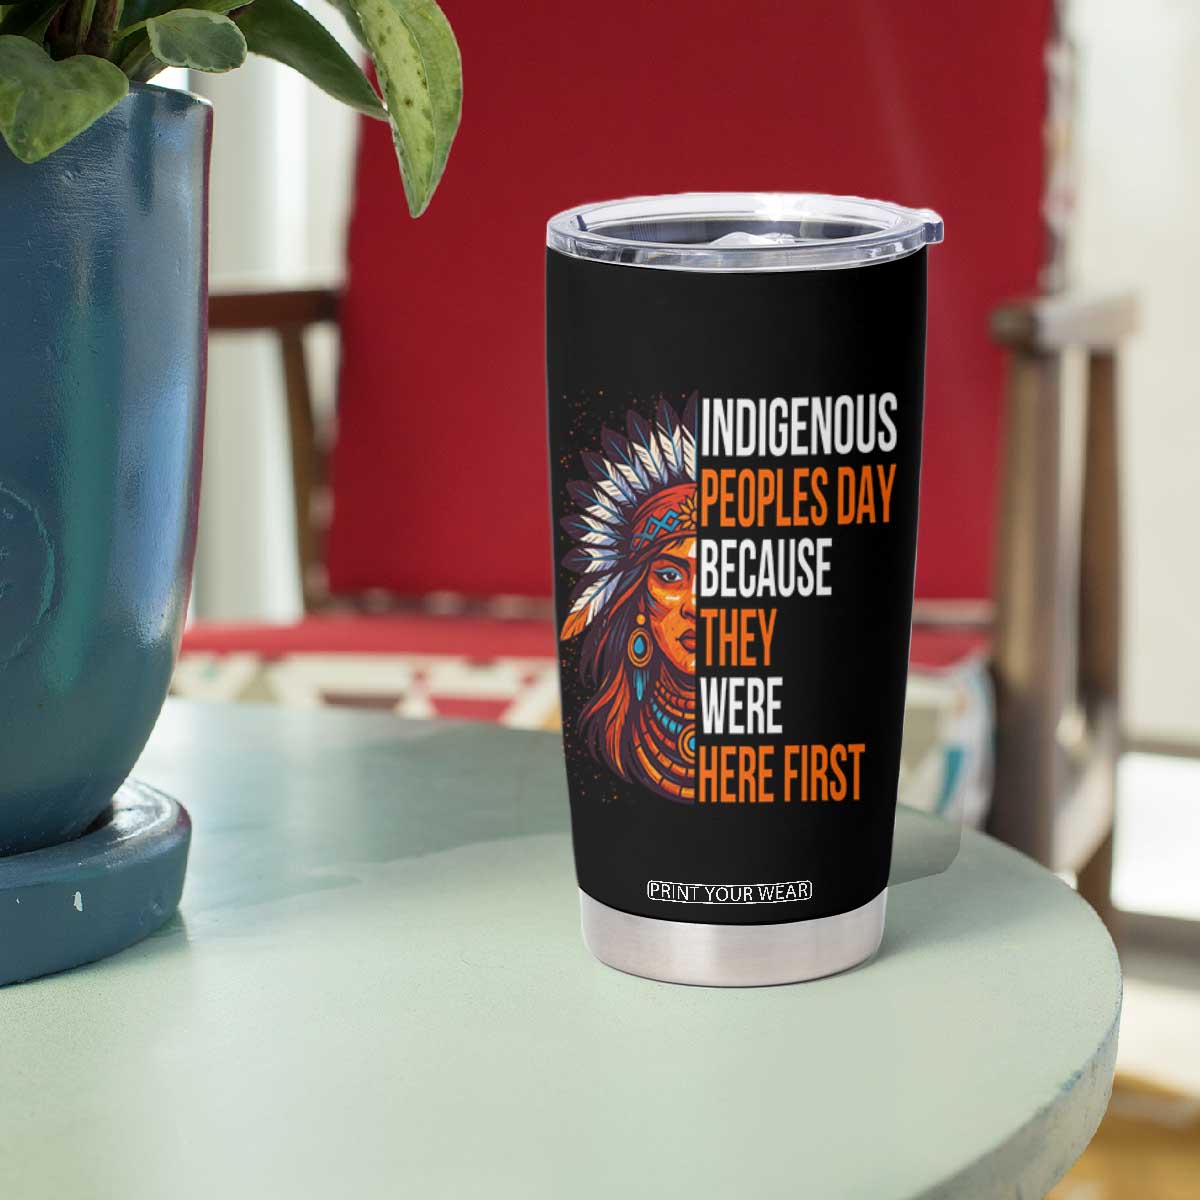 INDIGENOUS
PEOPLES DAY
BECAUSE
THEY
WERE
HERE FIRST
PRINT YOUR WEAR